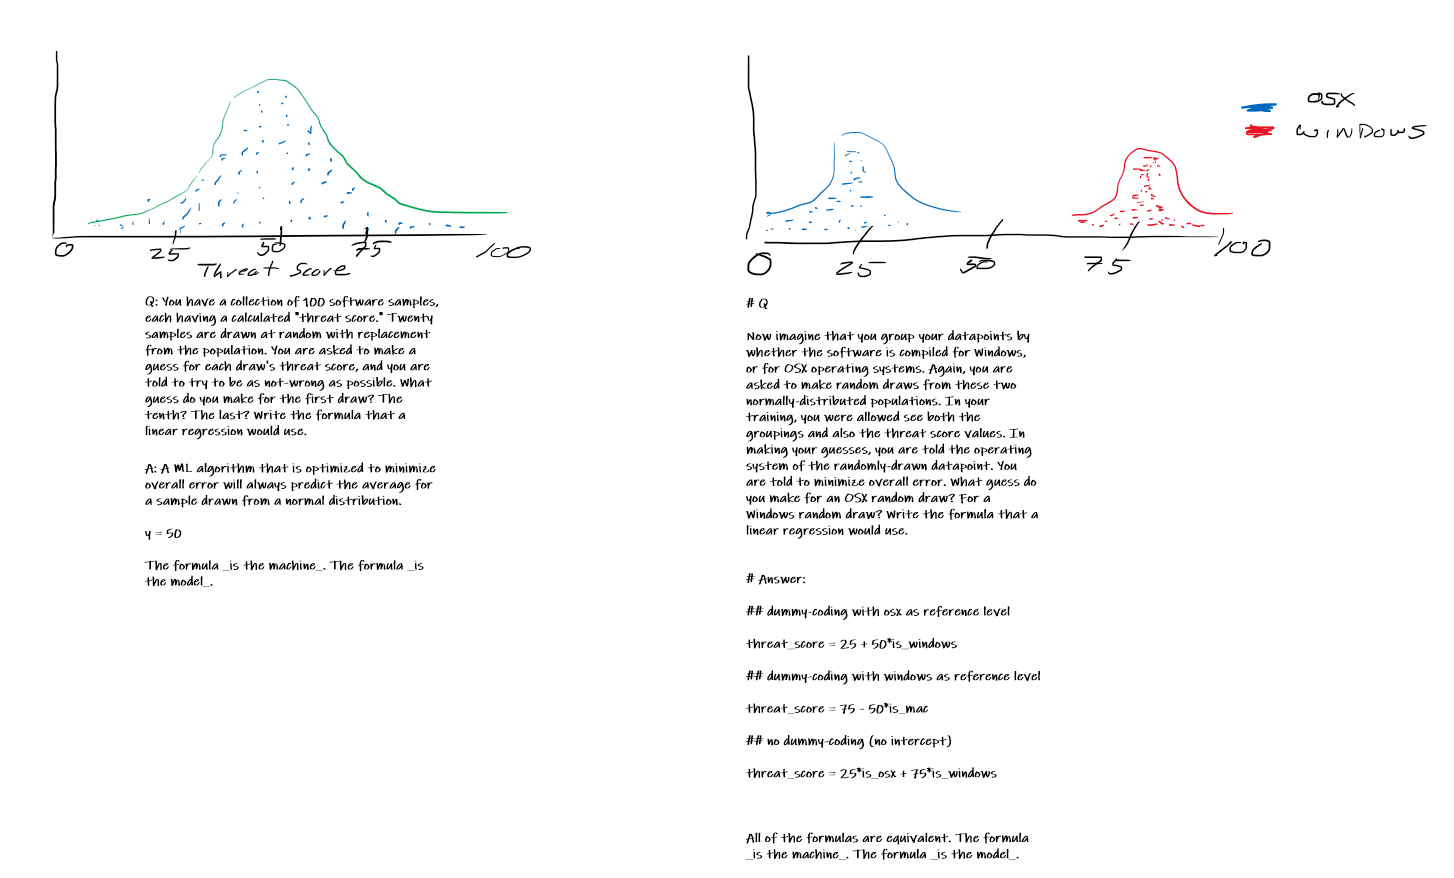 0 25 50 75 100
Threat Score
Q: You have a collection of 100 software samples,
each having a calculated "threat score." Twenty
samples are drawn at random with replacement
from the population. You are asked to make a
guess for each draw's threat score, and you are
told to try to be as not-wrong as possible. What
guess do you make for the first draw? The
tenth? The last? Write the formula that a
linear regression would use.
A: A ML algorithm that is optimized to minimize
overall error will always predict the average for
a sample drawn from a normal distribution.
y = 50
The formula _is the machine_. The formula _is
the model_.
OSX
WINDOWS
0 25 50 75 100
# Q
Now imagine that you group your datapoints by
whether the software is compiled for Windows,
or for OSX operating systems. Again, you are
asked to make random draws from these two
normally-distributed populations. In your
training, you were allowed see both the
groupings and also the threat score values. In
making your guesses, you are told the operating
system of the randomly-drawn datapoint. You
are told to minimize overall error. What guess do
you make for an OSX random draw? For a
Windows random draw? Write the formula that a
linear regression would use.
# Answer:
## dummy-coding with osx as reference level
threat_score = 25 + 50*is_windows
## dummy-coding with windows as reference level
threat_score = 75 - 50*is_mac
## no dummy-coding (no intercept)
threat_score = 25*is_osx + 75*is_windows
All of the formulas are equivalent. The formula
_is the machine_. The formula _is the model_.